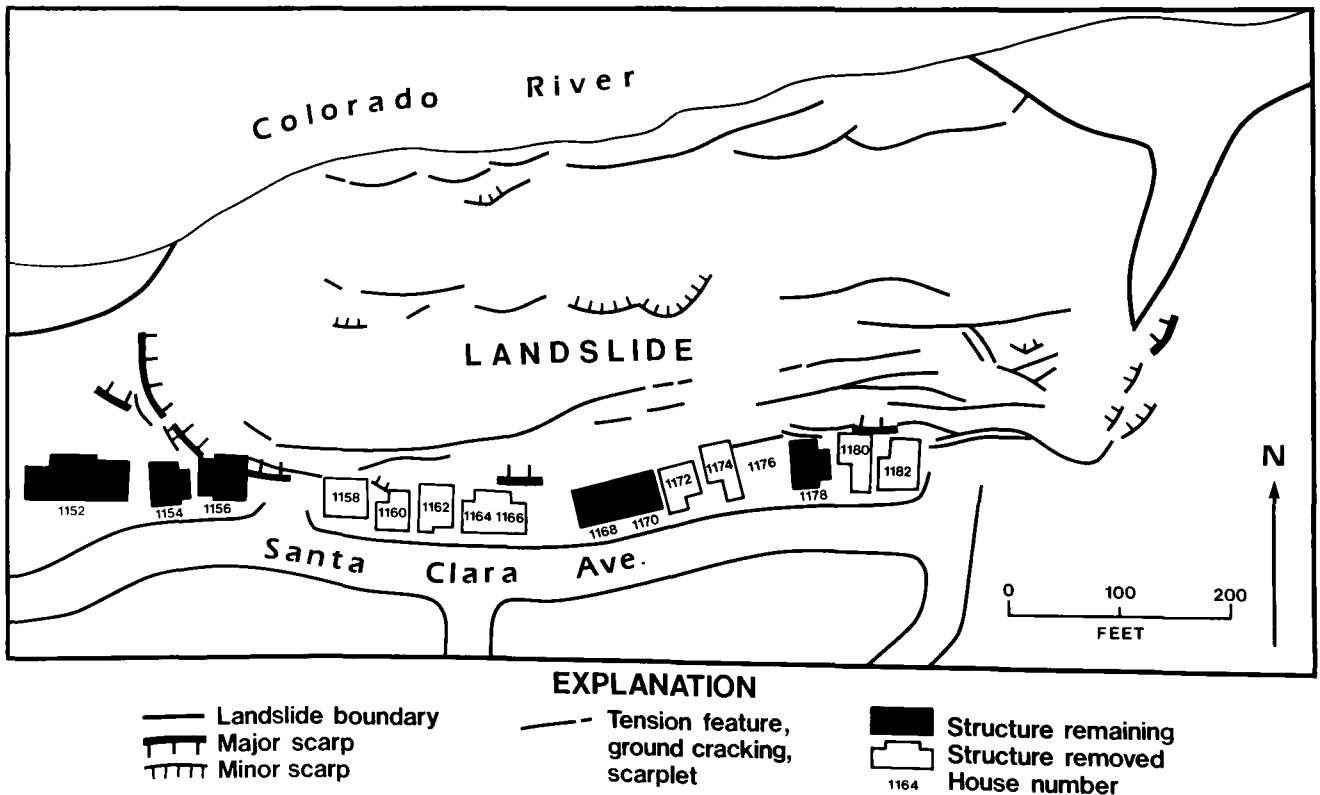 Colorado River
LANDSLIDE
1152
1154
1156
1158
1160
1162
1164 1166
1168 1170
1172
1174
1176
1178
1180
1182
Santa Clara Ave.
N
0 100 200
FEET
EXPLANATION
Landslide boundary
Major scarp
Minor scarp
Tension feature,
ground cracking,
scarplet
Structure remaining
Structure removed
1164 House number